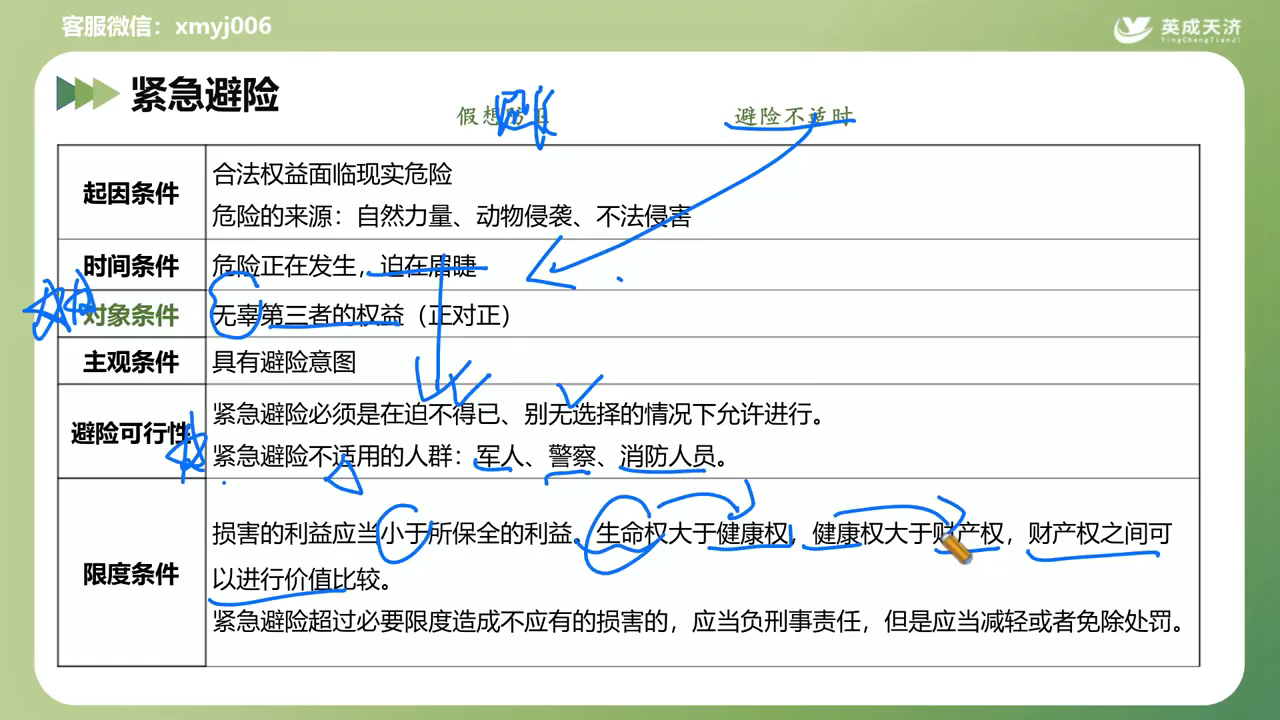 客服微信：xmyj006
英成天济
YingChengTianJi
紧急避险
假想防卫
避险不适时
起因条件
合法权益面临现实危险
危险的来源：自然力量、动物侵袭、不法侵害
时间条件
危险正在发生，迫在眉睫
对象条件
无辜第三者的权益（正对正）
主观条件
具有避险意图
避险可行性
紧急避险必须是在迫不得已、别无选择的情况下允许进行。
紧急避险不适用的人群：军人、警察、消防人员。
限度条件
损害的利益应当小于所保全的利益。生命权大于健康权，健康权大于财产权，财产权之间可
以进行价值比较。
紧急避险超过必要限度造成不应有的损害的，应当负刑事责任，但是应当减轻或者免除处罚。